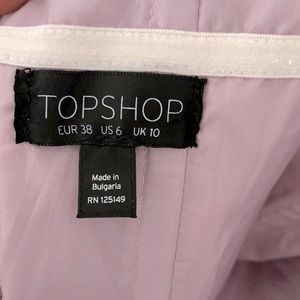 TOPSHOP
EUR 38 US 6 UK 10
Made in
Bulgaria
RN 125149